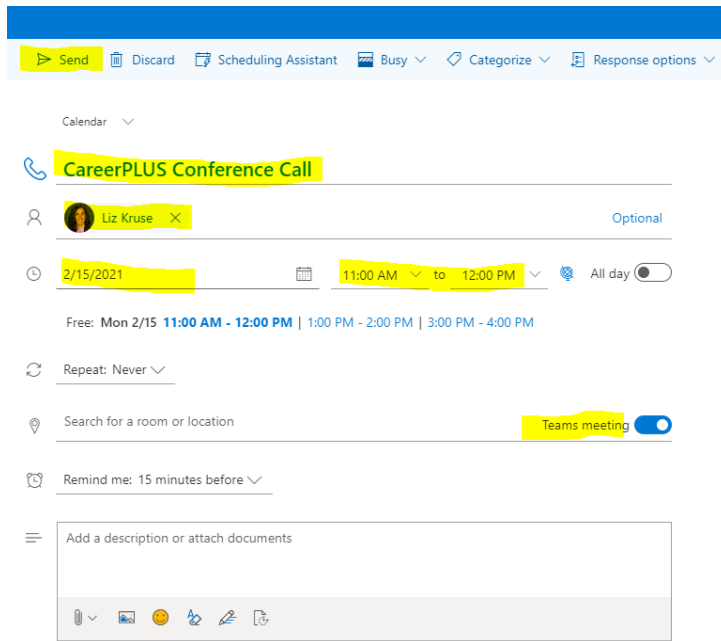 Send Discard Scheduling Assistant Busy Categorize Response options
Calendar
CareerPLUS Conference Call
Liz Kruse Optional
2/15/2021 11:00 AM to 12:00 PM All day
Free: Mon 2/15 11:00 AM - 12:00 PM | 1:00 PM - 2:00 PM | 3:00 PM - 4:00 PM
Repeat: Never
Search for a room or location Teams meeting
Remind me: 15 minutes before
Add a description or attach documents